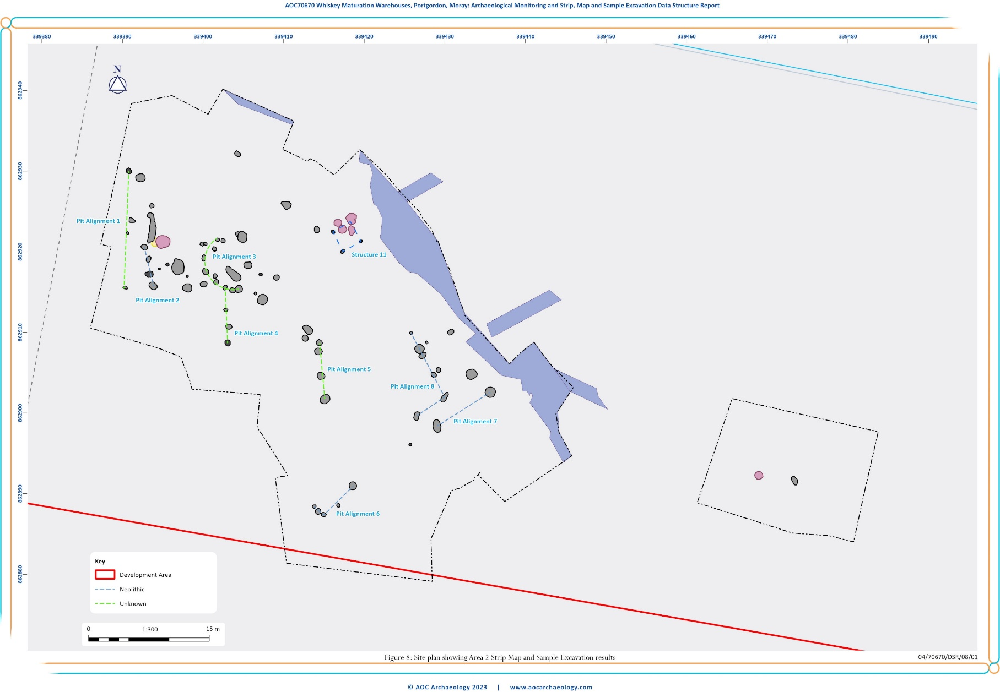 AOC70670 Whiskey Maturation Warehouses, Portgordon, Moray: Archaeological Monitoring and Strip, Map and Sample Excavation Data Structure Report
339380 339390 339400 339410 339420 339430 339440 339450 339460 339470 339480 339490
N
862940
862930
862920
862910
862900
862890
862880
Pit Alignment 1
Pit Alignment 2
Pit Alignment 3
Structure 11
Pit Alignment 4
Pit Alignment 5
Pit Alignment 8
Pit Alignment 7
Pit Alignment 6
Key
Development Area
Neolithic
Unknown
0 1:300 15 m
Figure 8: Site plan showing Area 2 Strip Map and Sample Excavation results
04/70670/DSR/08/01
© AOC Archaeology 2023 | www.aocarchaeology.com